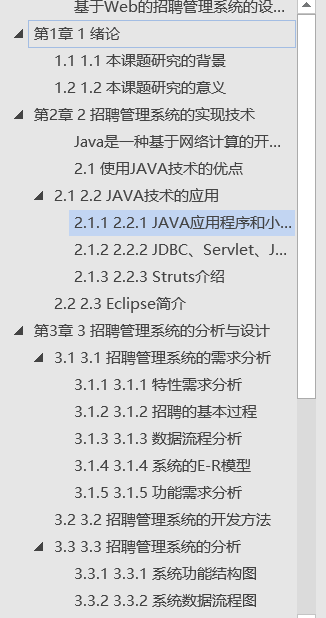 基于Web的招聘管理系统的设...
第1章 1 绪论
1.1 1.1 本课题研究的背景
1.2 1.2 本课题研究的意义
第2章 2 招聘管理系统的实现技术
Java是一种基于网络计算的开...
2.1 使用JAVA技术的优点
2.1 2.2 JAVA技术的应用
2.1.1 2.2.1 JAVA应用程序和小...
2.1.2 2.2.2 JDBC、Servlet、J...
2.1.3 2.2.3 Struts介绍
2.2 2.3 Eclipse简介
第3章 3 招聘管理系统的分析与设计
3.1 3.1 招聘管理系统的需求分析
3.1.1 3.1.1 特性需求分析
3.1.2 3.1.2 招聘的基本过程
3.1.3 3.1.3 数据流程分析
3.1.4 3.1.4 系统的E-R模型
3.1.5 3.1.5 功能需求分析
3.2 3.2 招聘管理系统的开发方法
3.3 3.3 招聘管理系统的分析
3.3.1 3.3.1 系统功能结构图
3.3.2 3.3.2 系统数据流程图